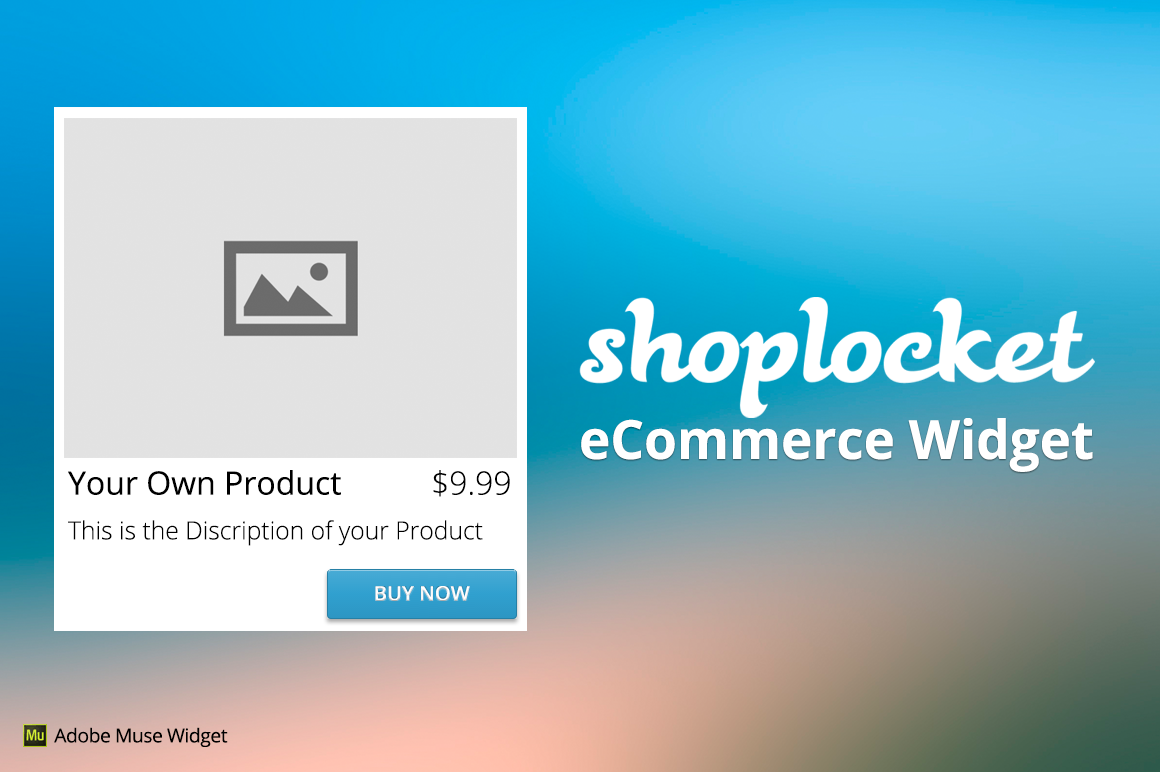 Your Own Product $9.99
This is the Discription of your Product
BUY NOW
shoplocket
eCommerce Widget
Mu Adobe Muse Widget